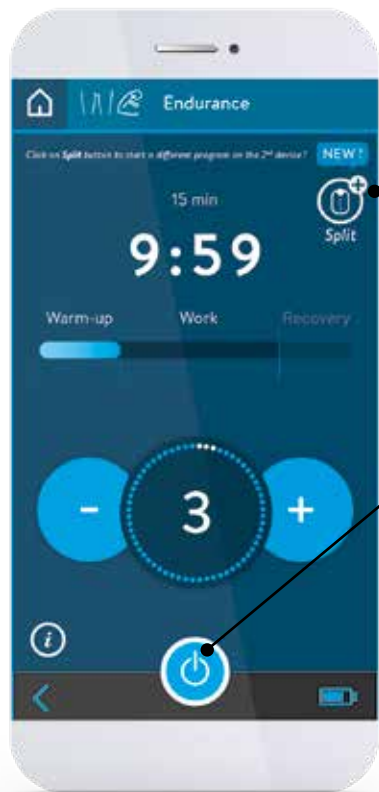 Endurance
Click on Split button to start a different program on the 2nd device! NEW!
15 min
Split
9:59
Warm-up Work Recovery
- 3 +
i